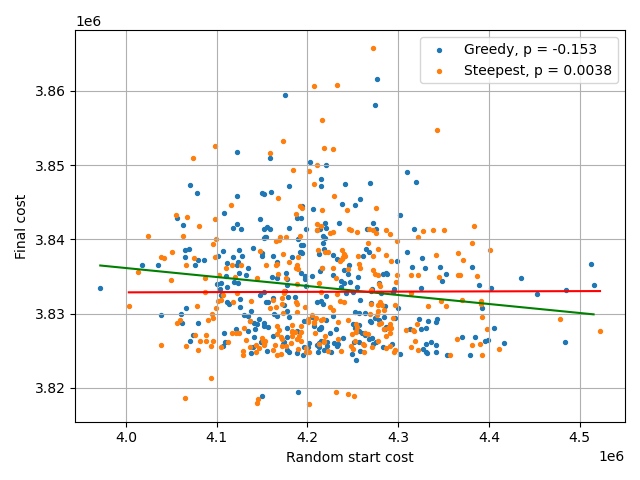 1e6
Greedy, p = -0.153
Steepest, p = 0.0038
3.86
3.85
3.84
3.83
3.82
Final cost
4.0 4.1 4.2 4.3 4.4 4.5
1e6
Random start cost